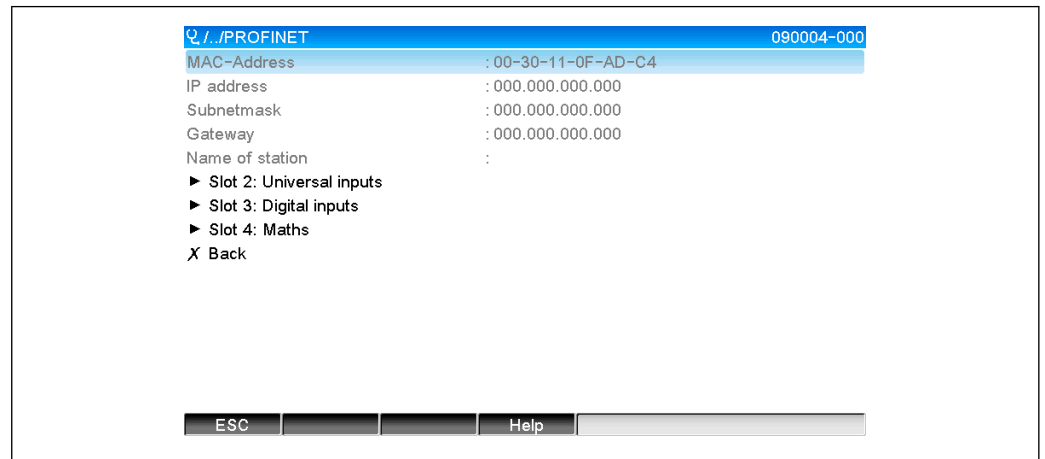 /../PROFINET 090004-000
MAC-Address : 00-30-11-0F-AD-C4
IP address : 000.000.000.000
Subnetmask : 000.000.000.000
Gateway : 000.000.000.000
Name of station :
► Slot 2: Universal inputs
► Slot 3: Digital inputs
► Slot 4: Maths
X Back
ESC Help